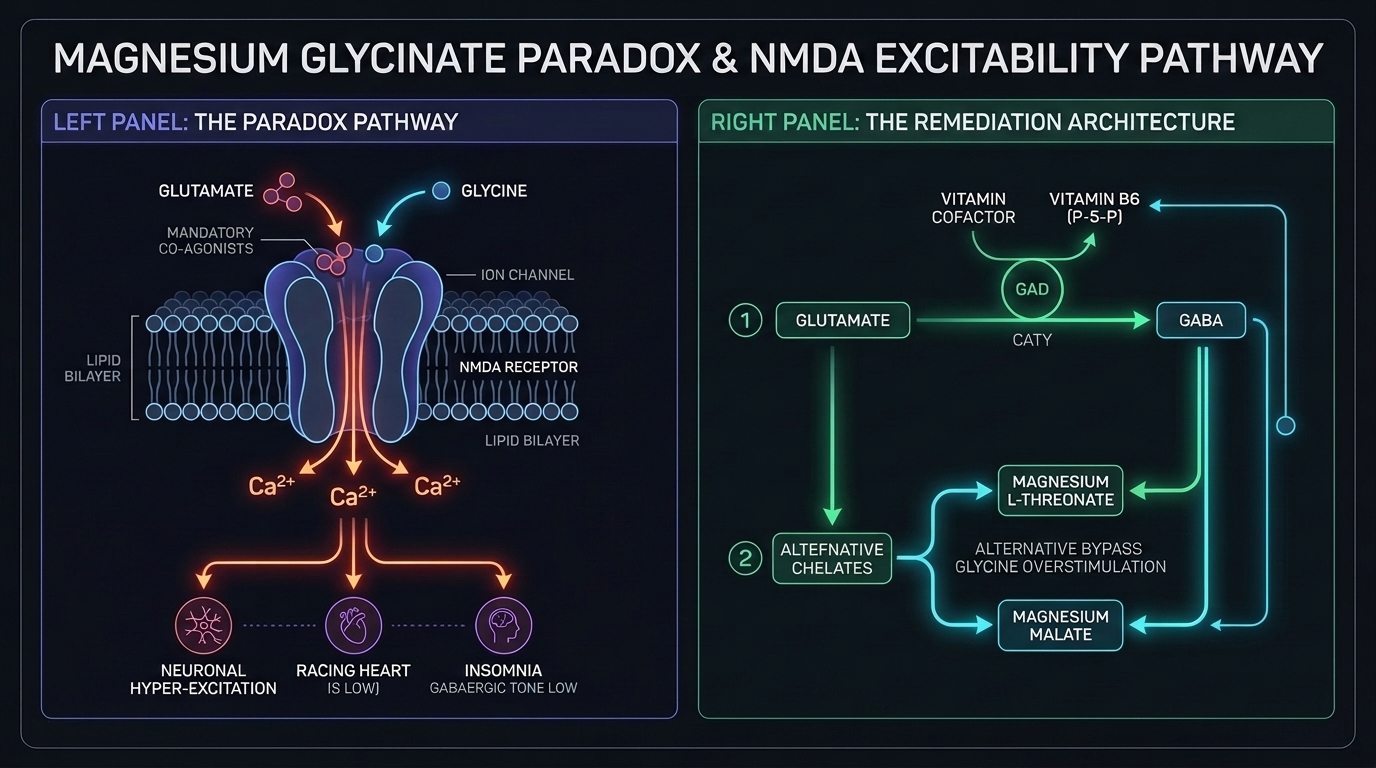 MAGNESIUM GLYCINATE PARADOX & NMDA EXCITABILITY PATHWAY
LEFT PANEL: THE PARADOX PATHWAY
GLUTAMATE
GLYCINE
MANDATORY
CO-AGONISTS
ION CHANNEL
LIPID
BILAYER
NMDA RECEPTOR
LIPID BILAYER
Ca²⁺
Ca²⁺
Ca²⁺
NEURONAL
HYPER-EXCITATION
RACING HEART
IS LOW)
INSOMNIA
GABAERGIC TONE LOW
RIGHT PANEL: THE REMEDIATION ARCHITECTURE
VITAMIN
COFACTOR
VITAMIN B6
(P-5-P)
GAD
1
GLUTAMATE
GABA
CATY
MAGNESIUM
L-THREONATE
2
ALTEFNATIVE
CHELATES
ALTERNATIVE BYPASS
GLYCINE OVERSTIMULATION
MAGNESIUM
MALATE